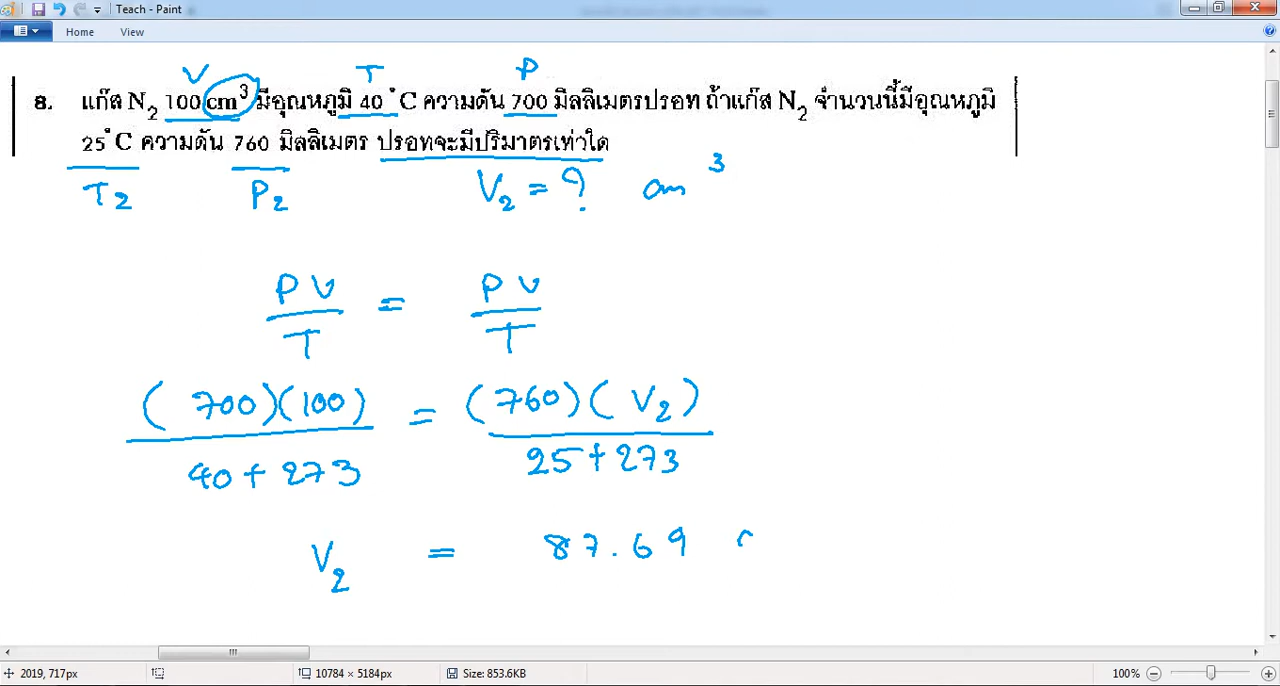 Teach - Paint
Home View
V T P
8. แก๊ส N2 100 cm3 มีอุณหภูมิ 40 °C ความดัน 700 มิลลิเมตรปรอท ถ้าแก๊ส N2 จำนวนนี้มีอุณหภูมิ
25°C ความดัน 760 มิลลิเมตร ปรอทจะมีปริมาตรเท่าใด
T2 P2 V2 = ? cm3
PV/T = PV/T
(700)(100)/40+273 = (760)(V2)/25+273
V2 = 87.69 c
2019, 717px 10784 × 5184px Size: 853.6KB 100%